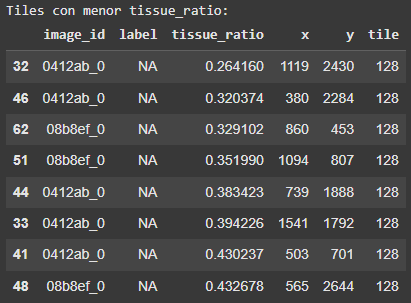 Tiles con menor tissue_ratio:
image_id label tissue_ratio x y tile
32 0412ab_0 NA 0.264160 1119 2430 128
46 0412ab_0 NA 0.320374 380 2284 128
62 08b8ef_0 NA 0.329102 860 453 128
51 08b8ef_0 NA 0.351990 1094 807 128
44 0412ab_0 NA 0.383423 739 1888 128
33 0412ab_0 NA 0.394226 1541 1792 128
41 0412ab_0 NA 0.430237 503 701 128
48 08b8ef_0 NA 0.432678 565 2644 128